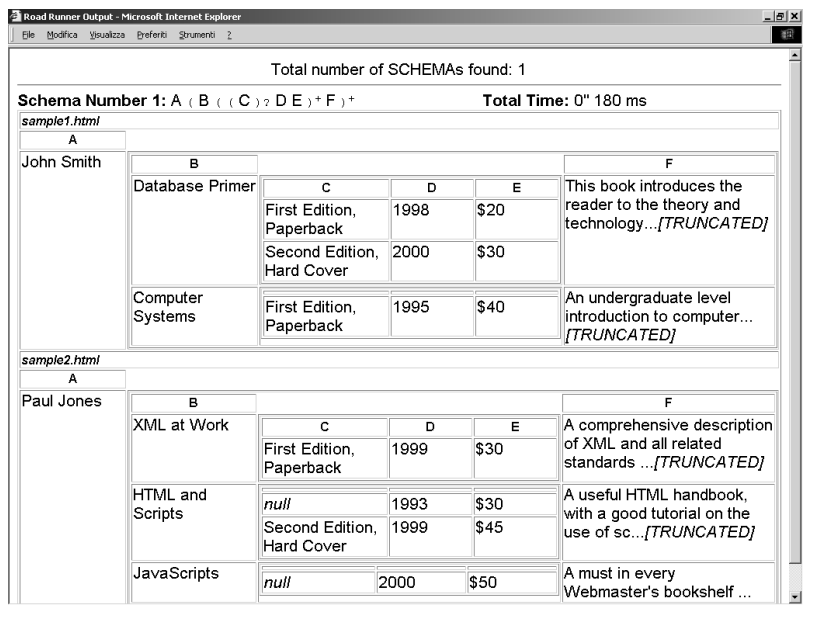 Road Runner Output - Microsoft Internet Explorer
File Modifica Visualizza Preferiti Strumenti ?
Total number of SCHEMAs found: 1
Schema Number 1: A ( B ( ( C ) ? D E ) + F ) + Total Time: 0" 180 ms
sample1.html
A
John Smith
B F
Database Primer
C D E
First Edition, Paperback 1998 $20
Second Edition, Hard Cover 2000 $30
This book introduces the
reader to the theory and
technology...[TRUNCATED]
Computer
Systems
First Edition, Paperback 1995 $40
An undergraduate level
introduction to computer...
[TRUNCATED]
sample2.html
A
Paul Jones
B F
XML at Work
C D E
First Edition, Paperback 1999 $30
A comprehensive description
of XML and all related
standards ...[TRUNCATED]
HTML and
Scripts
null 1993 $30
Second Edition, Hard Cover 1999 $45
A useful HTML handbook,
with a good tutorial on the
use of sc...[TRUNCATED]
JavaScripts
null 2000 $50
A must in every
Webmaster's bookshelf ...